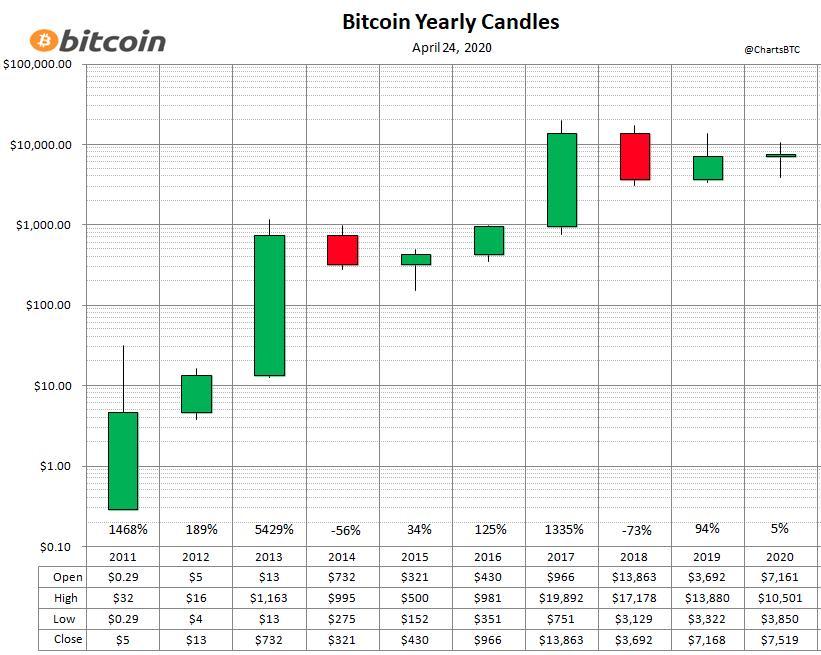 Bitcoin Yearly Candles
bitcoin
April 24, 2020
@ChartsBTC
$100,000.00
$10,000.00
$1,000.00
$100.00
$10.00
$1.00
$0.10
1468% 189% 5429% -56% 34% 125% 1335% -73% 94% 5%
2011 2012 2013 2014 2015 2016 2017 2018 2019 2020
Open $0.29 $5 $13 $732 $321 $430 $966 $13,863 $3,692 $7,161
High $32 $16 $1,163 $995 $500 $981 $19,892 $17,178 $13,880 $10,501
Low $0.29 $4 $13 $275 $152 $351 $751 $3,129 $3,322 $3,850
Close $5 $13 $732 $321 $430 $966 $13,863 $3,692 $7,168 $7,519